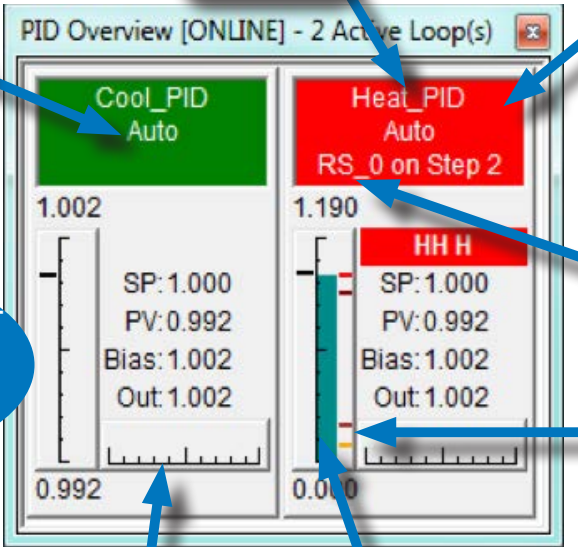 PID Overview [ONLINE] - 2 Active Loop(s)
Cool_PID
Auto
1.002
SP: 1.000
PV: 0.992
Bias: 1.002
Out: 1.002
0.992
Heat_PID
Auto
RS_0 on Step 2
1.190
HH H
SP: 1.000
PV: 0.992
Bias: 1.002
Out: 1.002
0.000